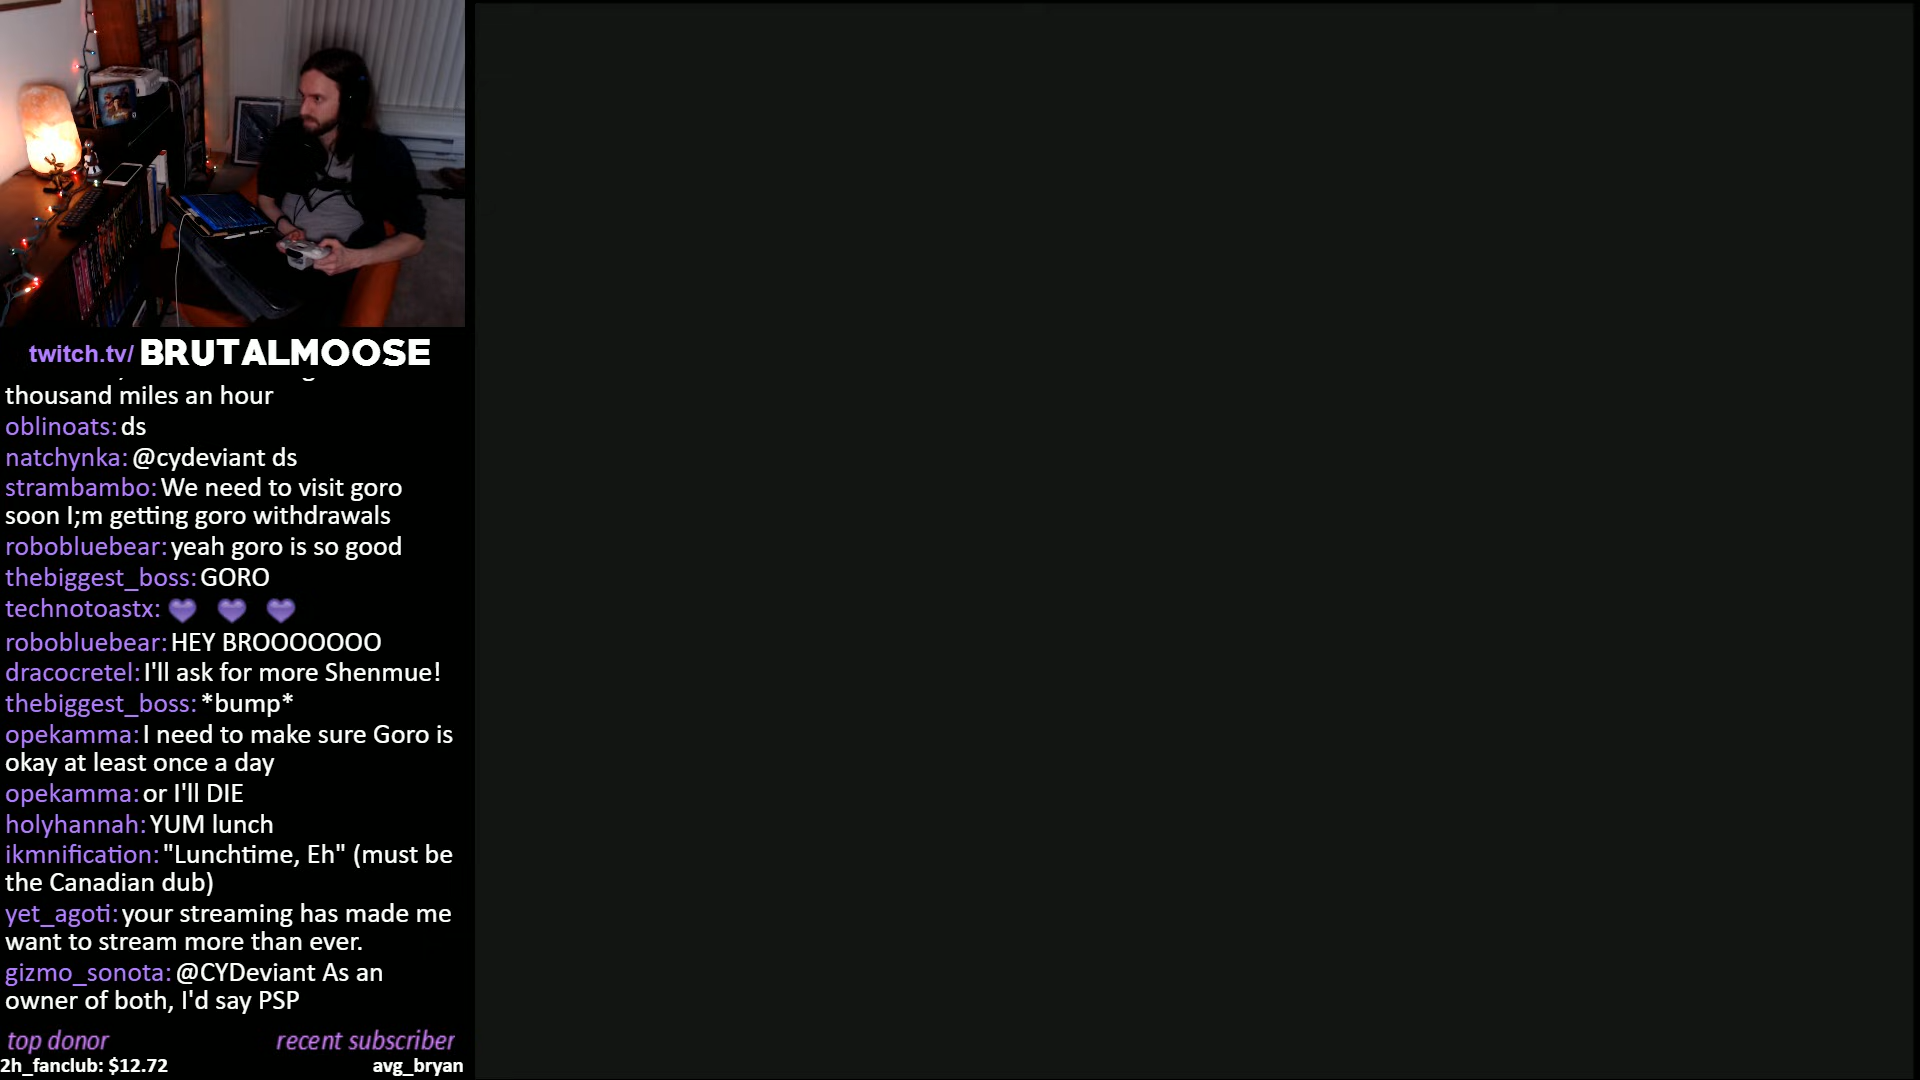 twitch.tv/ BRUTALMOOSE
thousand miles an hour
oblinoats: ds
natchynka: @cydeviant ds
strambambo: We need to visit goro
soon I;m getting goro withdrawals
robobluebear: yeah goro is so good
thebiggest_boss: GORO
technotoastx:
robobluebear: HEY BROOOOOOO
dracocretel: I'll ask for more Shenmue!
thebiggest_boss: *bump*
opekamma: I need to make sure Goro is
okay at least once a day
opekamma: or I'll DIE
holyhannah: YUM lunch
ikmnification: "Lunchtime, Eh" (must be
the Canadian dub)
yet_agoti: your streaming has made me
want to stream more than ever.
gizmo_sonota: @CYDeviant As an
owner of both, I'd say PSP
top donor recent subscriber
2h_fanclub: $12.72 avg_bryan